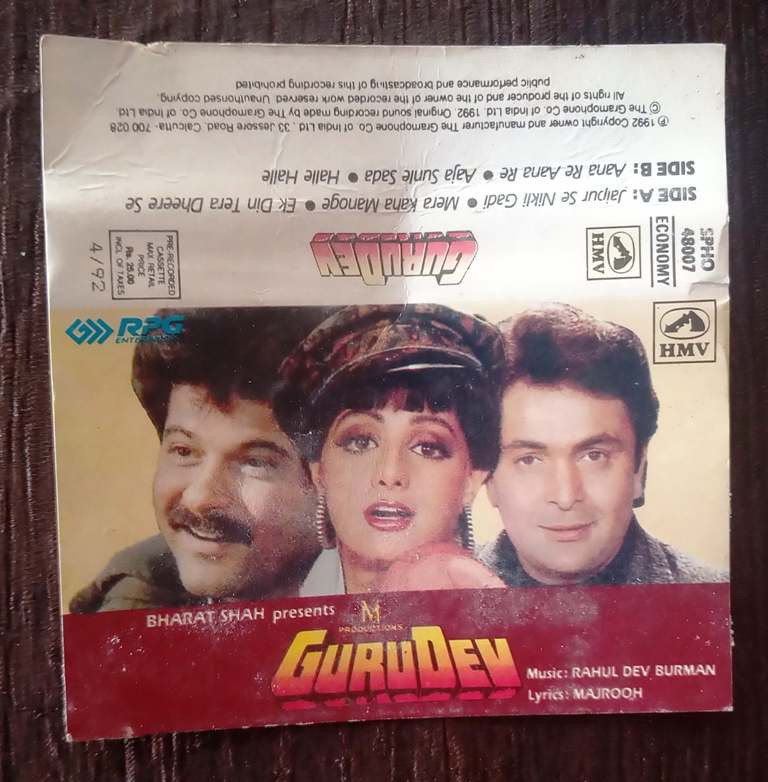 ℗ 1992 Copyright owner and manufacturer The Gramophone Co. of India Ltd., 33, Jessore Road, Calcutta- 700 028
© The Gramophone Co. of India Ltd. 1992 Original sound recording made by The Gramophone Co. of India Ltd.
All rights of the producer and of the owner of the recorded work reserved Unauthorised copying,
public performance and broadcasting of this recording prohibited
SIDE A: Jaipur Se Nikli Gadi ● Mera Kaha Manoge ● Ek Din Tera Dheere Se
SIDE B: Aana Re Aana Re ● Aaja Sunle Sada ● Halle Halle
SPHO
48007
ECONOMY
HMV
GURUDEV
PRE-RECORDED
CASSETTE
MAX. RETAIL
PRICE
Rs. 25.00
INCL. OF TAXES
4/92
RPG
ENTERPRISES
HMV
BHARAT SHAH presents
M
PRODUCTIONS
GURUDEV
Music: RAHUL DEV BURMAN
Lyrics: MAJROOH